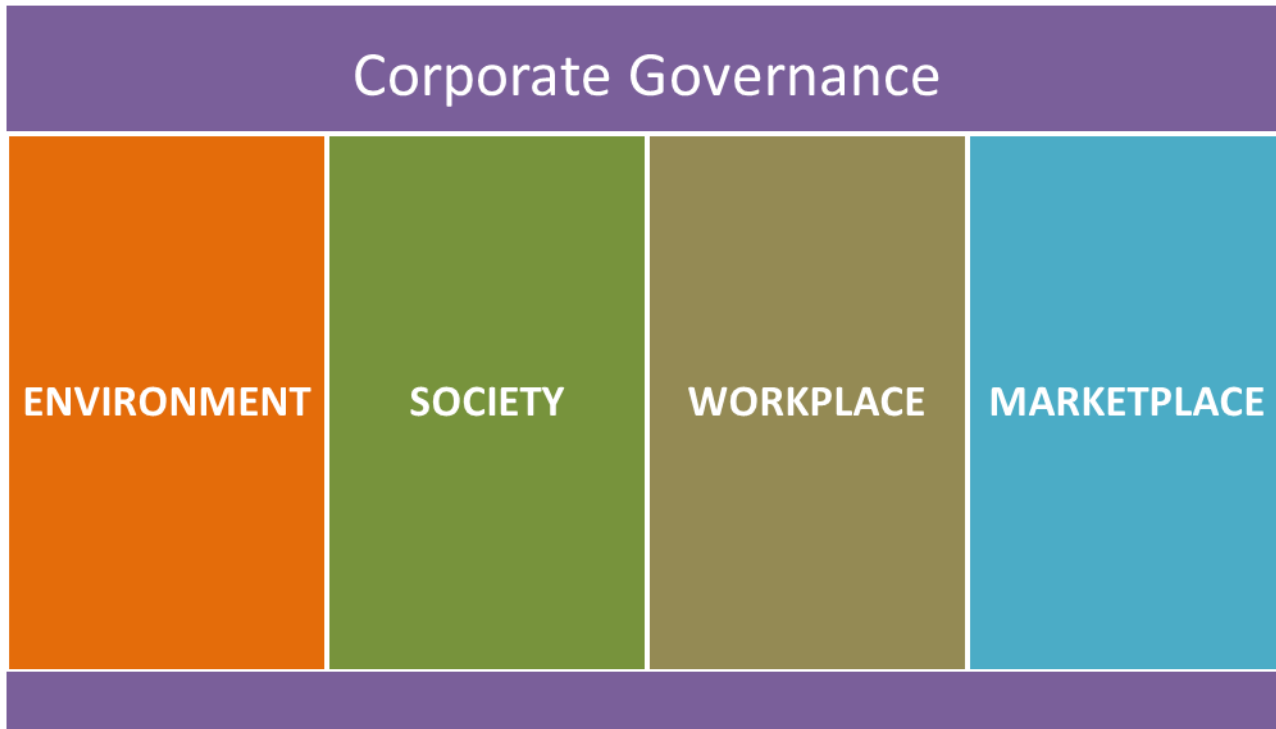 Corporate Governance
ENVIRONMENT
SOCIETY
WORKPLACE
MARKETPLACE